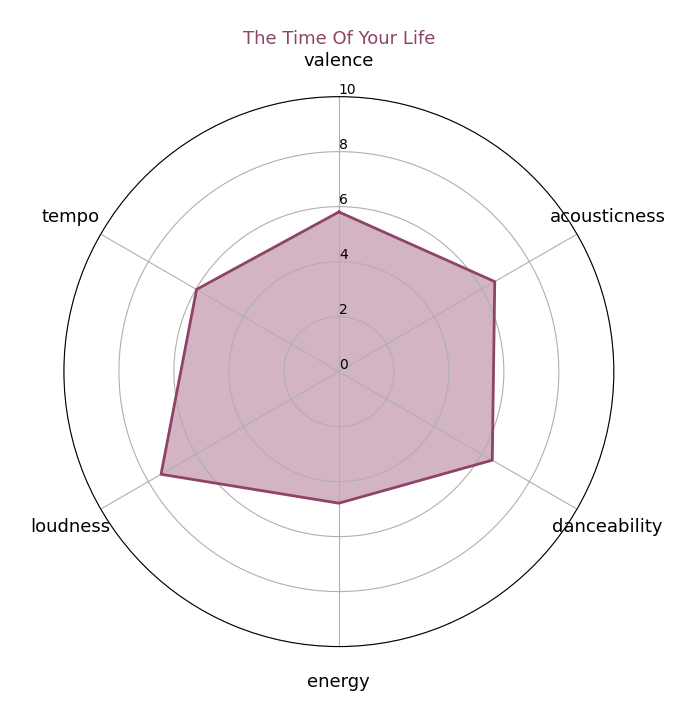 The Time Of Your Life
valence
10
8
6
4
2
0
tempo
acousticness
loudness
danceability
energy